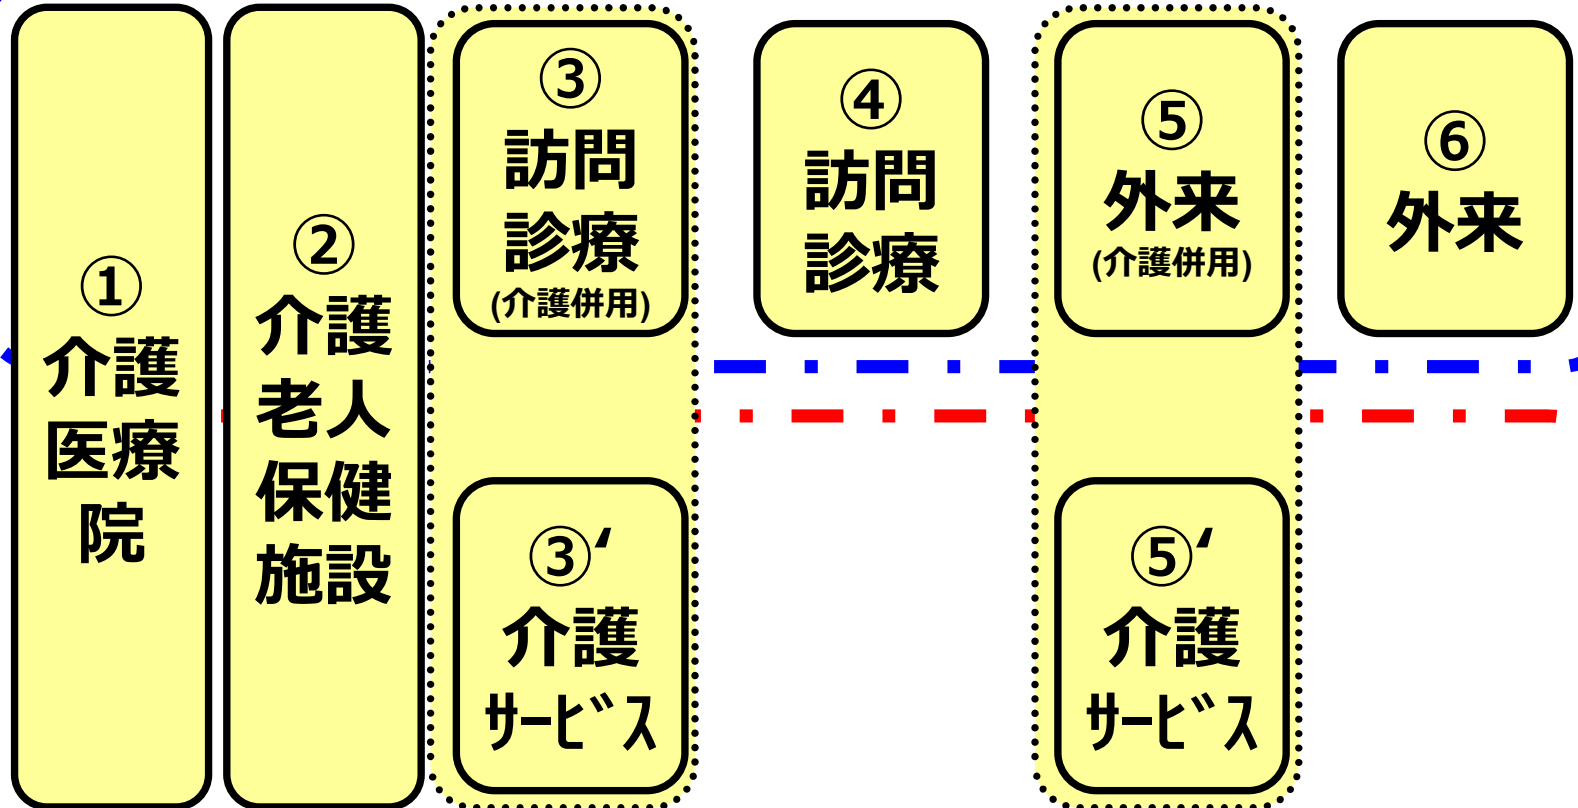 ①
介護
医療
院
②
介護
老人
保健
施設
③
訪問
診療
(介護併用)
③‘
介護
ｻｰﾋﾞｽ
④
訪問
診療
⑤
外来
(介護併用)
⑤‘
介護
ｻｰﾋﾞｽ
⑥
外来